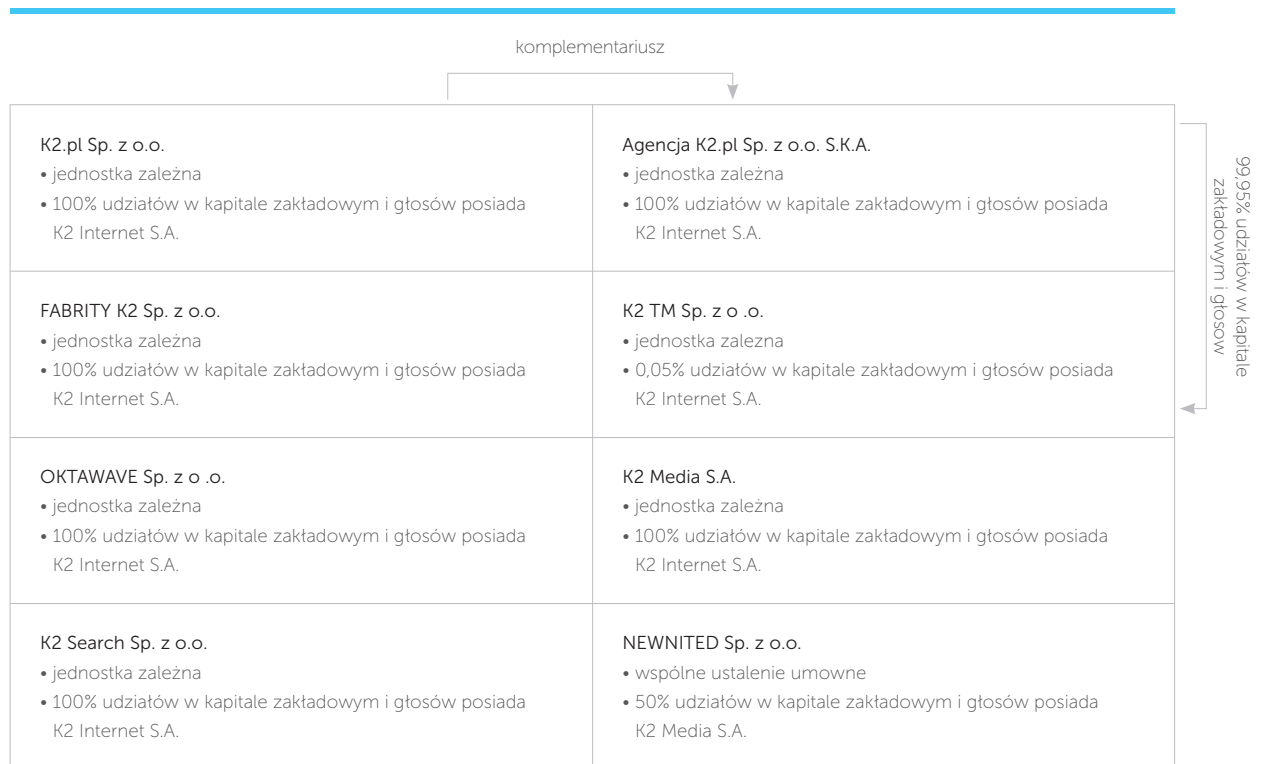 komplementariusz
K2.pl Sp. z o.o.
• jednostka zależna
• 100% udziałów w kapitale zakładowym i głosów posiada
K2 Internet S.A.
Agencja K2.pl Sp. z o.o. S.K.A.
• jednostka zależna
• 100% udziałów w kapitale zakładowym i głosów posiada
K2 Internet S.A.
99,95% udziałów w kapitale
zakładowym i głosow
FABRITY K2 Sp. z o.o.
• jednostka zależna
• 100% udziałów w kapitale zakładowym i głosów posiada
K2 Internet S.A.
K2 TM Sp. z o .o.
• jednostka zalezna
• 0,05% udziałów w kapitale zakładowym i głosów posiada
K2 Internet S.A.
OKTAWAVE Sp. z o .o.
• jednostka zależna
• 100% udziałów w kapitale zakładowym i głosów posiada
K2 Internet S.A.
K2 Media S.A.
• jednostka zależna
• 100% udziałów w kapitale zakładowym i głosów posiada
K2 Internet S.A.
K2 Search Sp. z o.o.
• jednostka zależna
• 100% udziałów w kapitale zakładowym i głosów posiada
K2 Internet S.A.
NEWNITED Sp. z o.o.
• wspólne ustalenie umowne
• 50% udziałów w kapitale zakładowym i głosów posiada
K2 Media S.A.